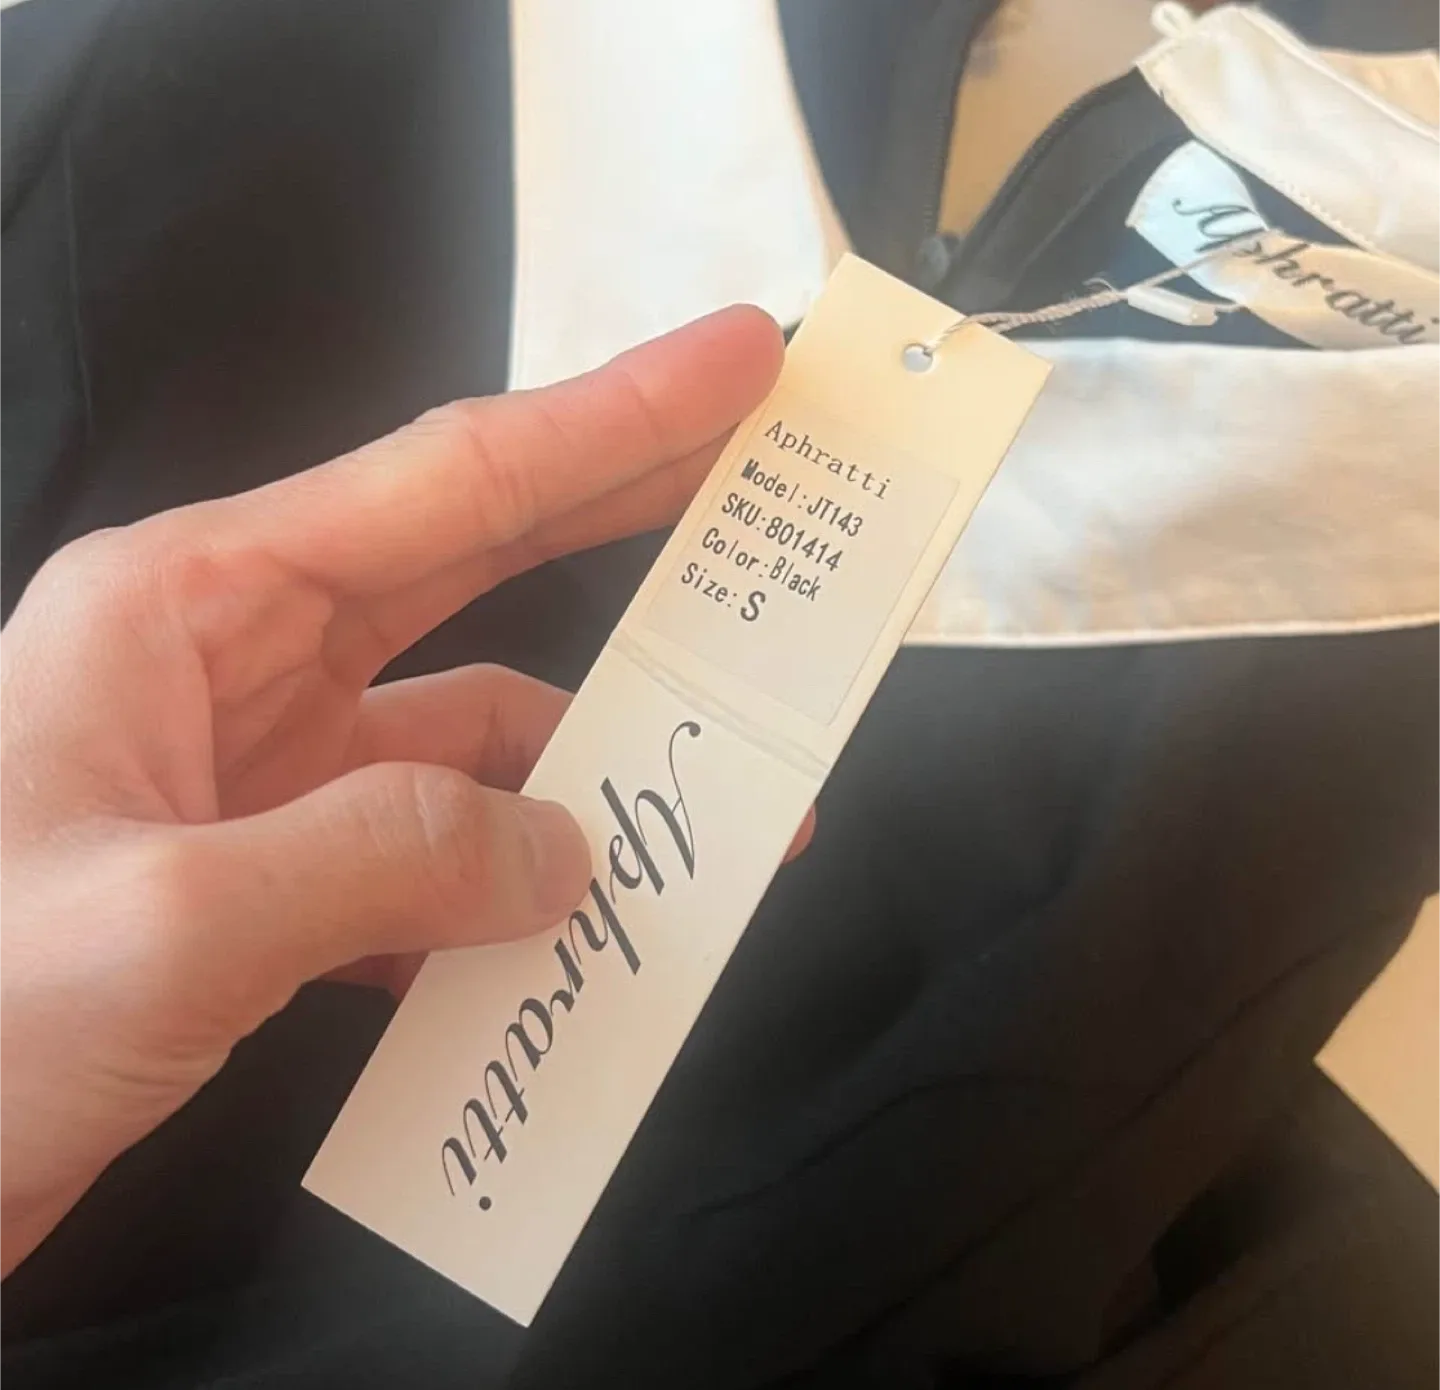 Aphratti
Aphratti
Model:JT143
SKU:801414
Color:Black
Size:S
Aphratti